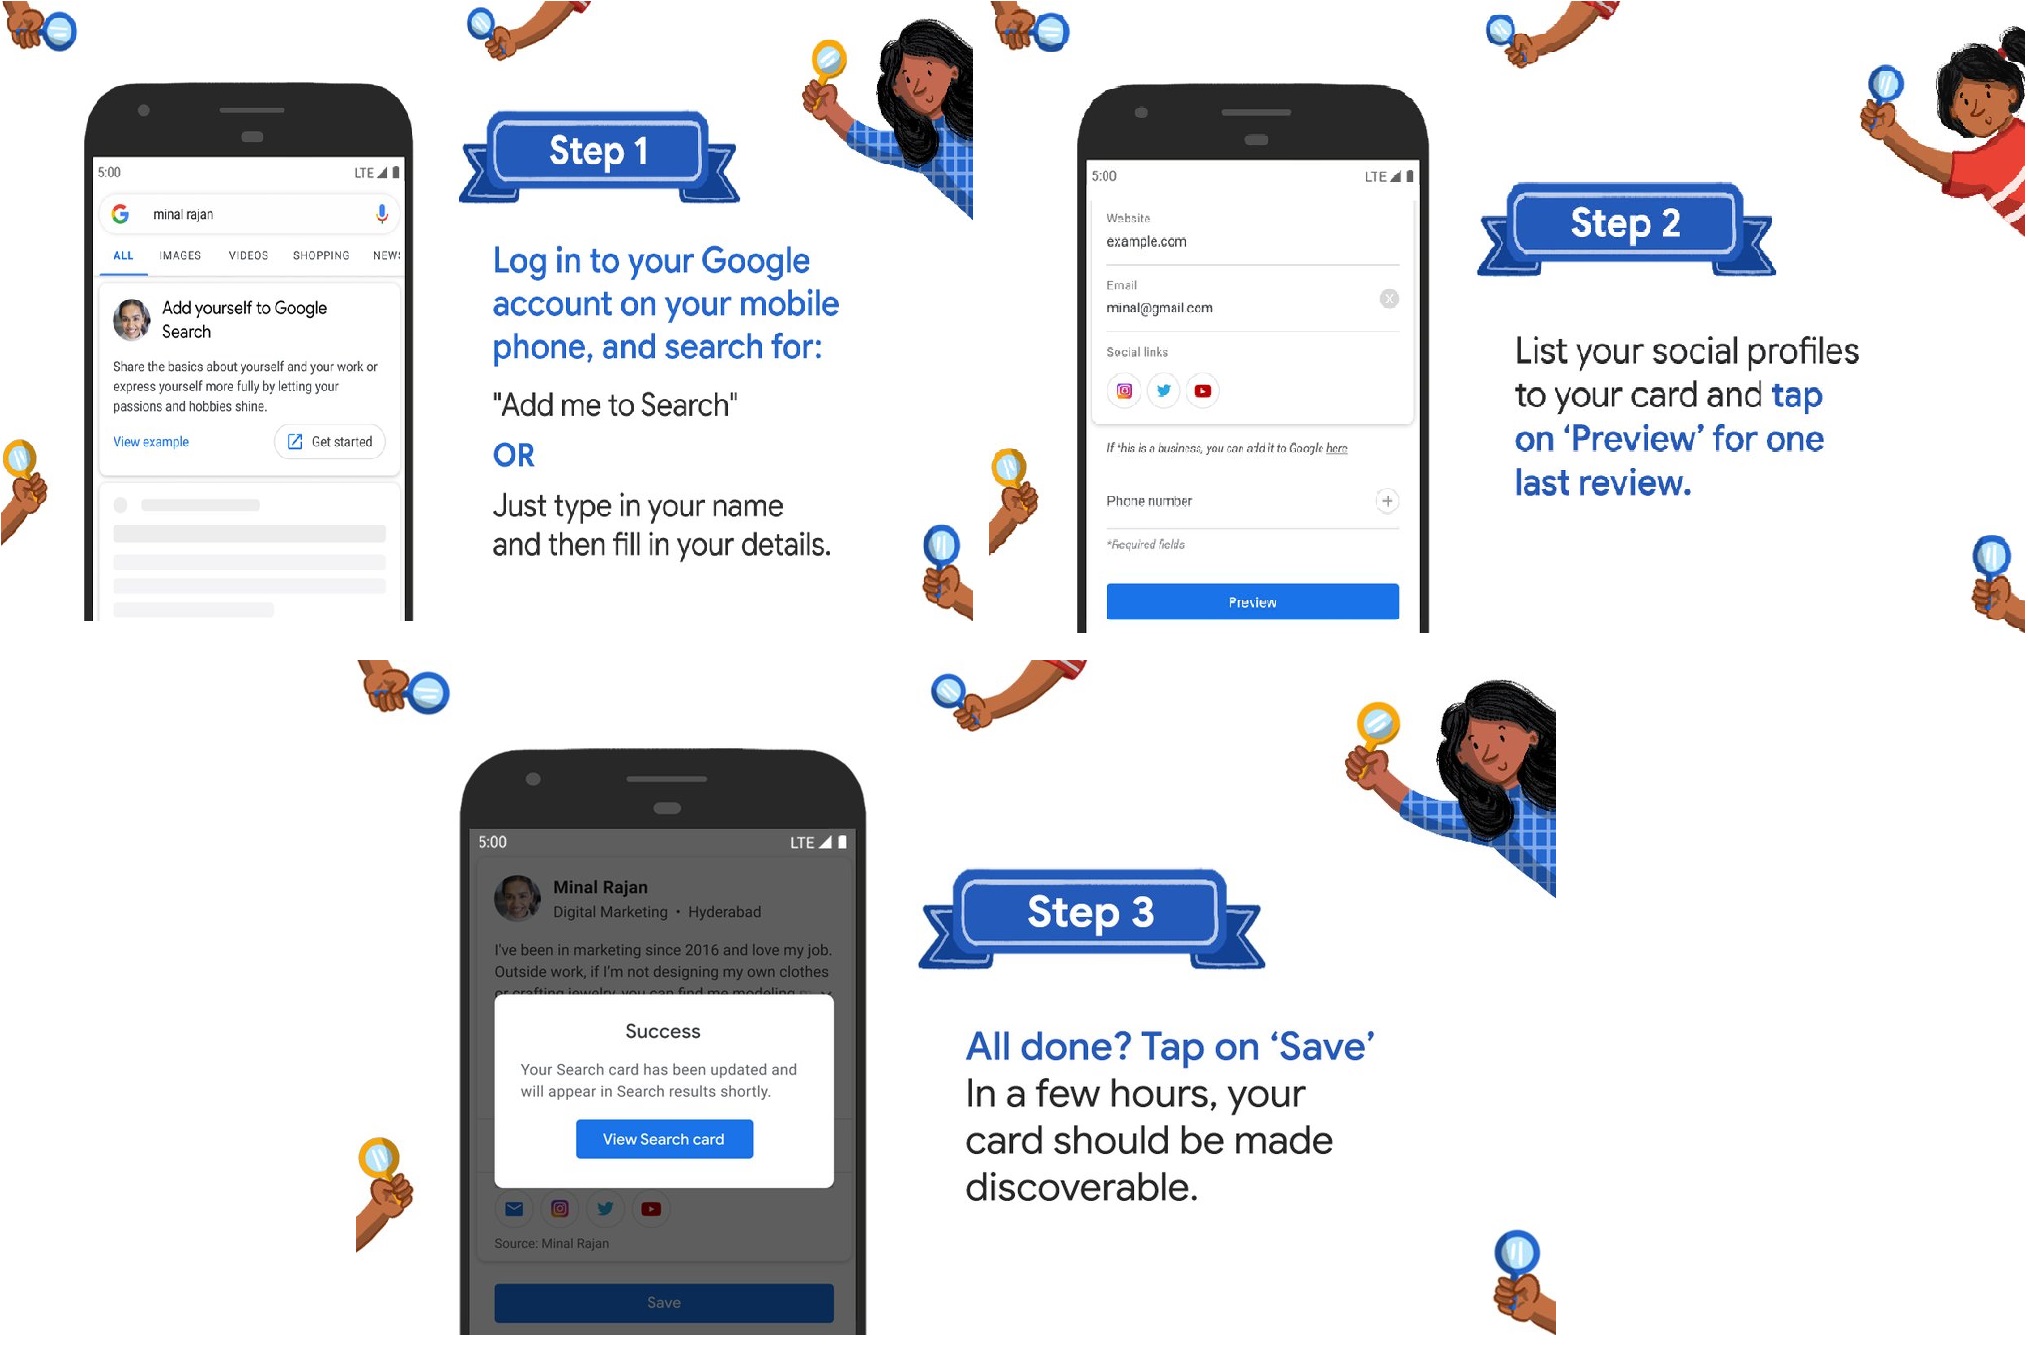 5:00
LTE
minal rajan
ALL IMAGES VIDEOS SHOPPING NEWS
Add yourself to Google
Search
Share the basics about yourself and your work or
express yourself more fully by letting your
passions and hobbies shine.
View example
Get started
Step 1
Log in to your Google
account on your mobile
phone, and search for:
"Add me to Search"
OR
Just type in your name
and then fill in your details.
5:00
LTE
Website
example.com
Email
minal@gmail.com
Social links
If this is a business, you can add it to Google here
Phone number
*Required fields
Preview
Step 2
List your social profiles
to your card and tap
on ‘Preview’ for one
last review.
5:00
LTE
Minal Rajan
Digital Marketing • Hyderabad
I've been in marketing since 2016 and love my job.
Outside work, if I'm not designing my own clothes
or crafting jewelry, you can find me modeling
Success
Your Search card has been updated and
will appear in Search results shortly.
View Search card
Source: Minal Rajan
Save
Step 3
All done? Tap on ‘Save’
In a few hours, your
card should be made
discoverable.